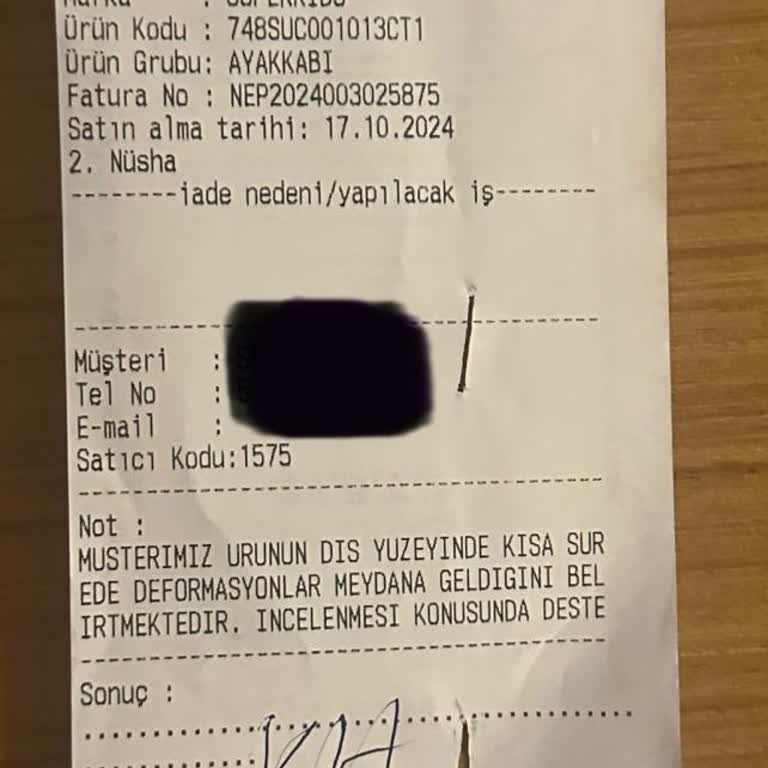 Ürün Kodu : 748SUC001013CT1
Ürün Grubu: AYAKKABI
Fatura No : NEP2024003025875
Satın alma tarihi: 17.10.2024
2. Nüsha
--------iade nedeni/yapılacak iş--------
Müşteri :
Tel No :
E-mail :
Satıcı Kodu:1575
Not :
MUSTERIMIZ URUNUN DIS YUZEYINDE KISA SUR
EDE DEFORMASYONLAR MEYDANA GELDIGINI BEL
IRTMEKTEDIR. INCELENMESI KONUSUNDA DESTE
Sonuç :